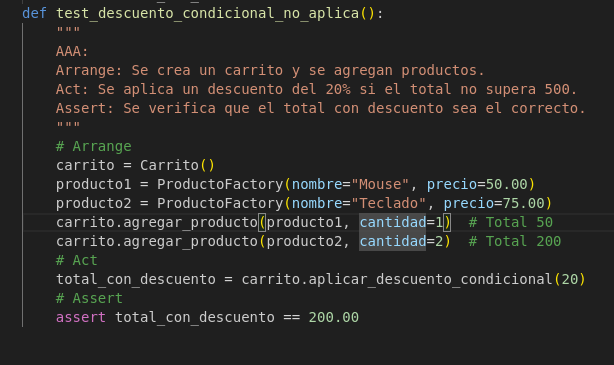 def test_descuento_condicional_no_aplica():
    """
    AAA:
    Arrange: Se crea un carrito y se agregan productos.
    Act: Se aplica un descuento del 20% si el total no supera 500.
    Assert: Se verifica que el total con descuento sea el correcto.
    """
    # Arrange
    carrito = Carrito()
    producto1 = ProductoFactory(nombre="Mouse", precio=50.00)
    producto2 = ProductoFactory(nombre="Teclado", precio=75.00)
    carrito.agregar_producto(producto1, cantidad=1)  # Total 50
    carrito.agregar_producto(producto2, cantidad=2)  # Total 200
    # Act
    total_con_descuento = carrito.aplicar_descuento_condicional(20)
    # Assert
    assert total_con_descuento == 200.00